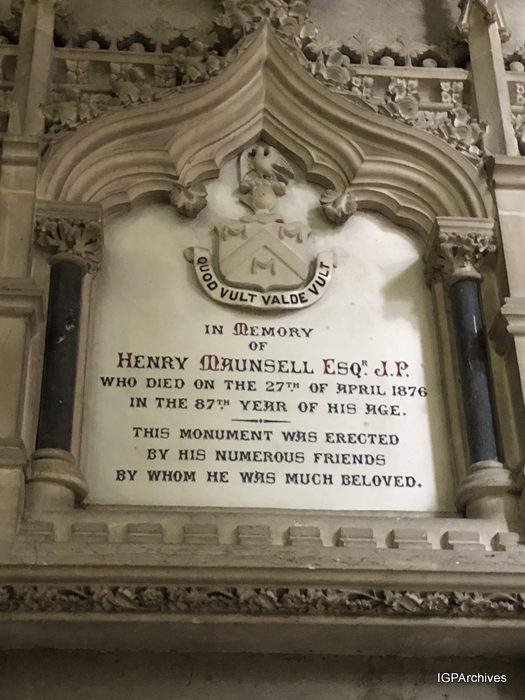 QUOD VULT VALDE VULT
IN MEMORY
OF
HENRY MAUNSELL ESQR. J.P.
WHO DIED ON THE 27TH OF APRIL 1876
IN THE 87TH YEAR OF HIS AGE.
THIS MONUMENT WAS ERECTED
BY HIS NUMEROUS FRIENDS
BY WHOM HE WAS MUCH BELOVED.
IGPArchives